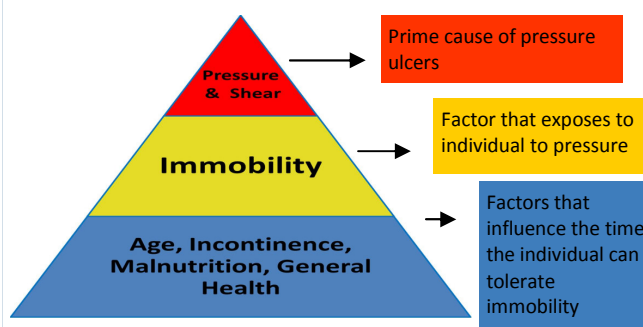 Pressure
& Shear
Prime cause of pressure
ulcers
Immobility
Factor that exposes to
individual to pressure
Age, Incontinence,
Malnutrition, General
Health
Factors that
influence the time
the individual can
tolerate
immobility